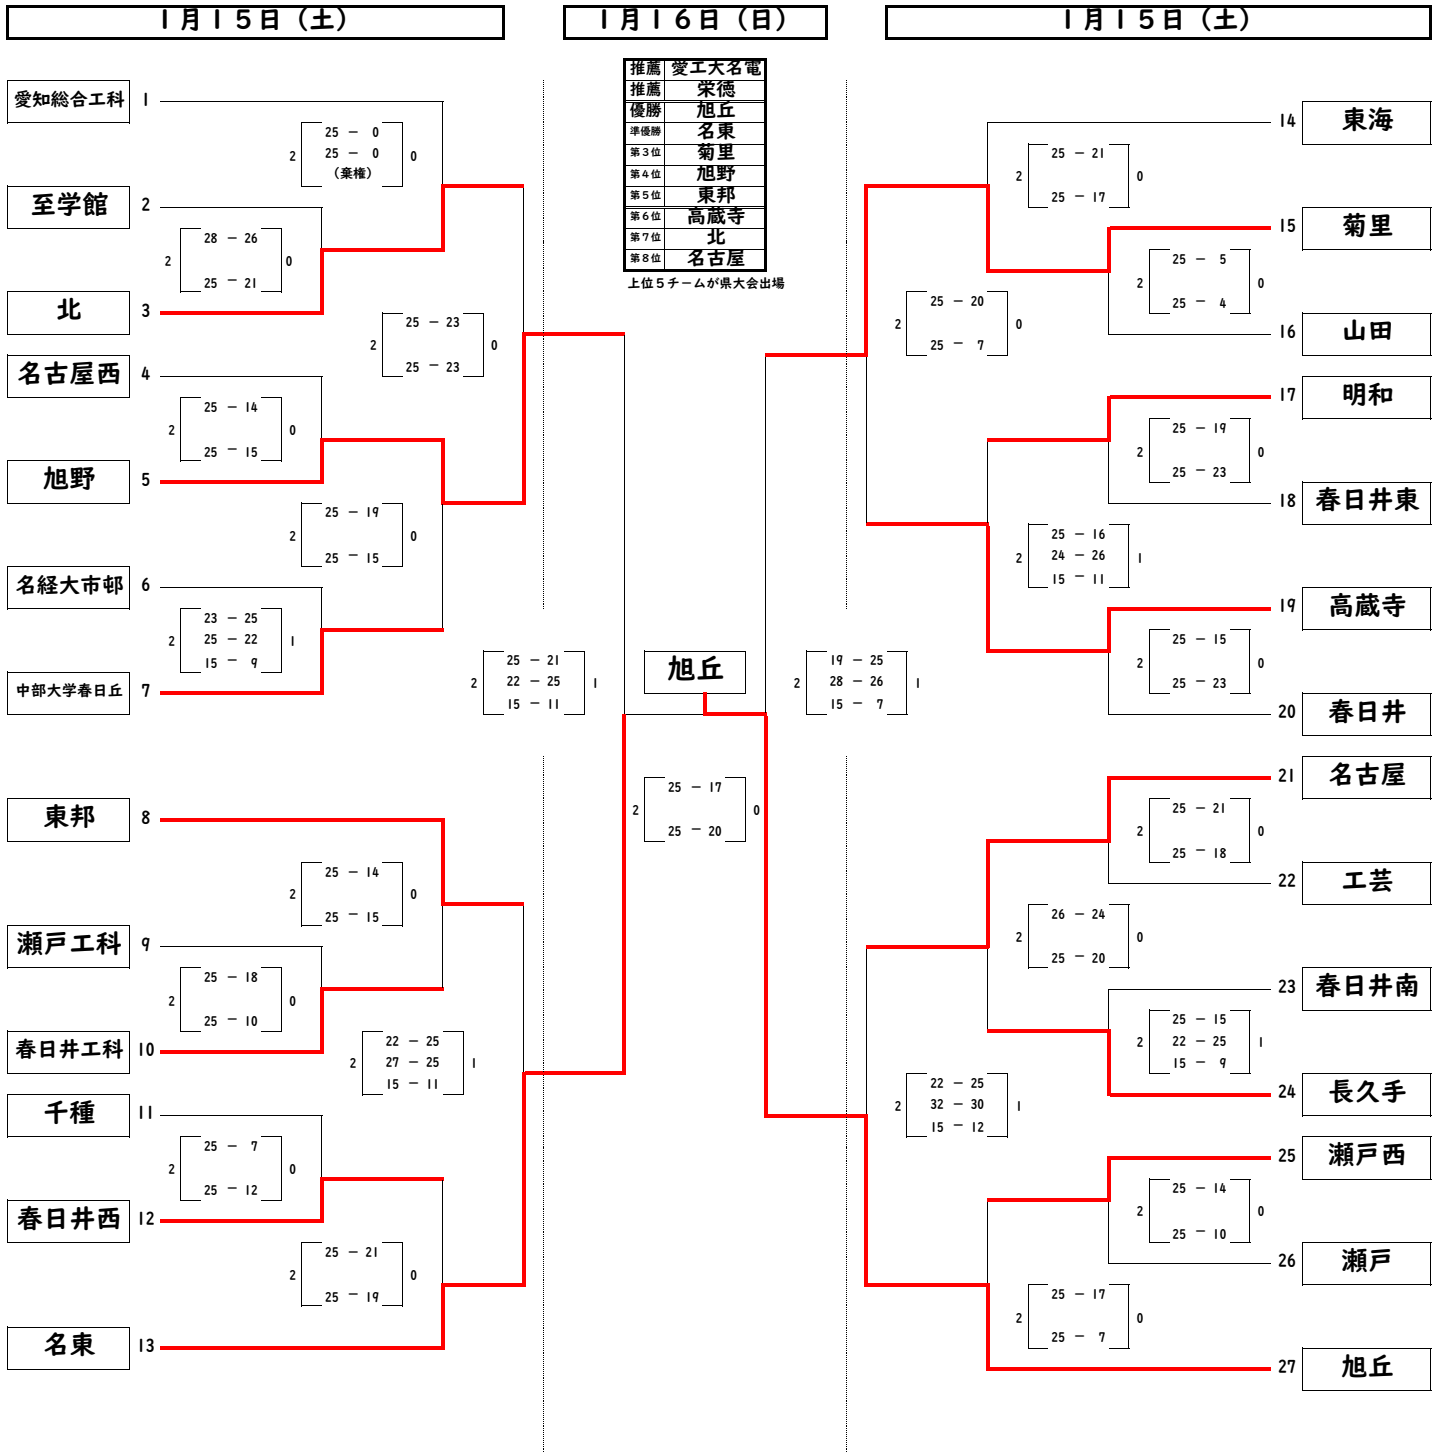 １月１５日（土）
１月１６日（日）
１月１５日（土）
推薦 愛工大名電
推薦 栄徳
優勝 旭丘
準優勝 名東
第３位 菊里
第４位 旭野
第５位 東邦
第６位 高蔵寺
第７位 北
第８位 名古屋
上位５チームが県大会出場
愛知総合工科 1
2 25 － 0 0
25 － 0
（棄権）
至学館 2
2 28 － 26 0
25 － 21
北 3
2 25 － 23 0
25 － 23
名古屋西 4
2 25 － 14 0
25 － 15
旭野 5
2 25 － 19 0
25 － 15
名経大市邨 6
2 23 － 25 1
25 － 22
15 － 9
中部大学春日丘 7
2 25 － 21 1
22 － 25
15 － 11
東邦 8
2 25 － 14 0
25 － 15
瀬戸工科 9
2 25 － 18 0
25 － 10
春日井工科 10
2 22 － 25 1
27 － 25
15 － 11
千種 11
2 25 － 7 0
25 － 12
春日井西 12
2 25 － 21 0
25 － 19
名東 13
旭丘
2 25 － 17 0
25 － 20
14 東海
2 25 － 21 0
25 － 17
15 菊里
2 25 － 5 0
25 － 4
16 山田
2 25 － 20 0
25 － 7
17 明和
2 25 － 19 0
25 － 23
18 春日井東
2 25 － 16 1
24 － 26
15 － 11
19 高蔵寺
2 25 － 15 0
25 － 23
20 春日井
2 19 － 25 1
28 － 26
15 － 7
21 名古屋
2 25 － 21 0
25 － 18
22 工芸
2 26 － 24 0
25 － 20
23 春日井南
2 25 － 15 1
22 － 25
15 － 9
24 長久手
2 22 － 25 1
32 － 30
15 － 12
25 瀬戸西
2 25 － 14 0
25 － 10
26 瀬戸
2 25 － 17 0
25 － 7
27 旭丘